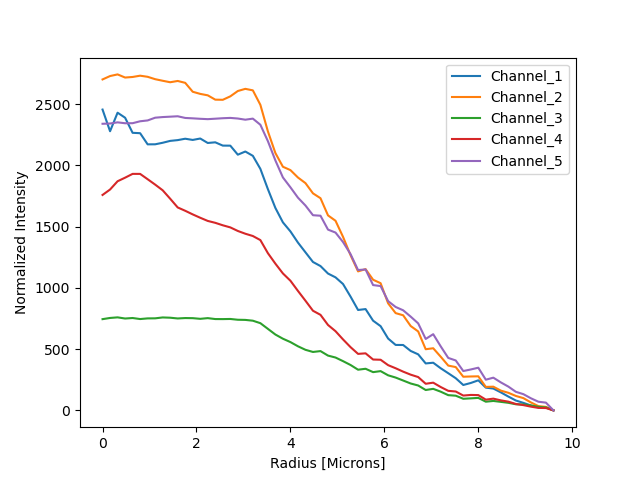 Channel_1
Channel_2
Channel_3
Channel_4
Channel_5
Normalized Intensity
2500
2000
1500
1000
500
0
0 2 4 6 8 10
Radius [Microns]